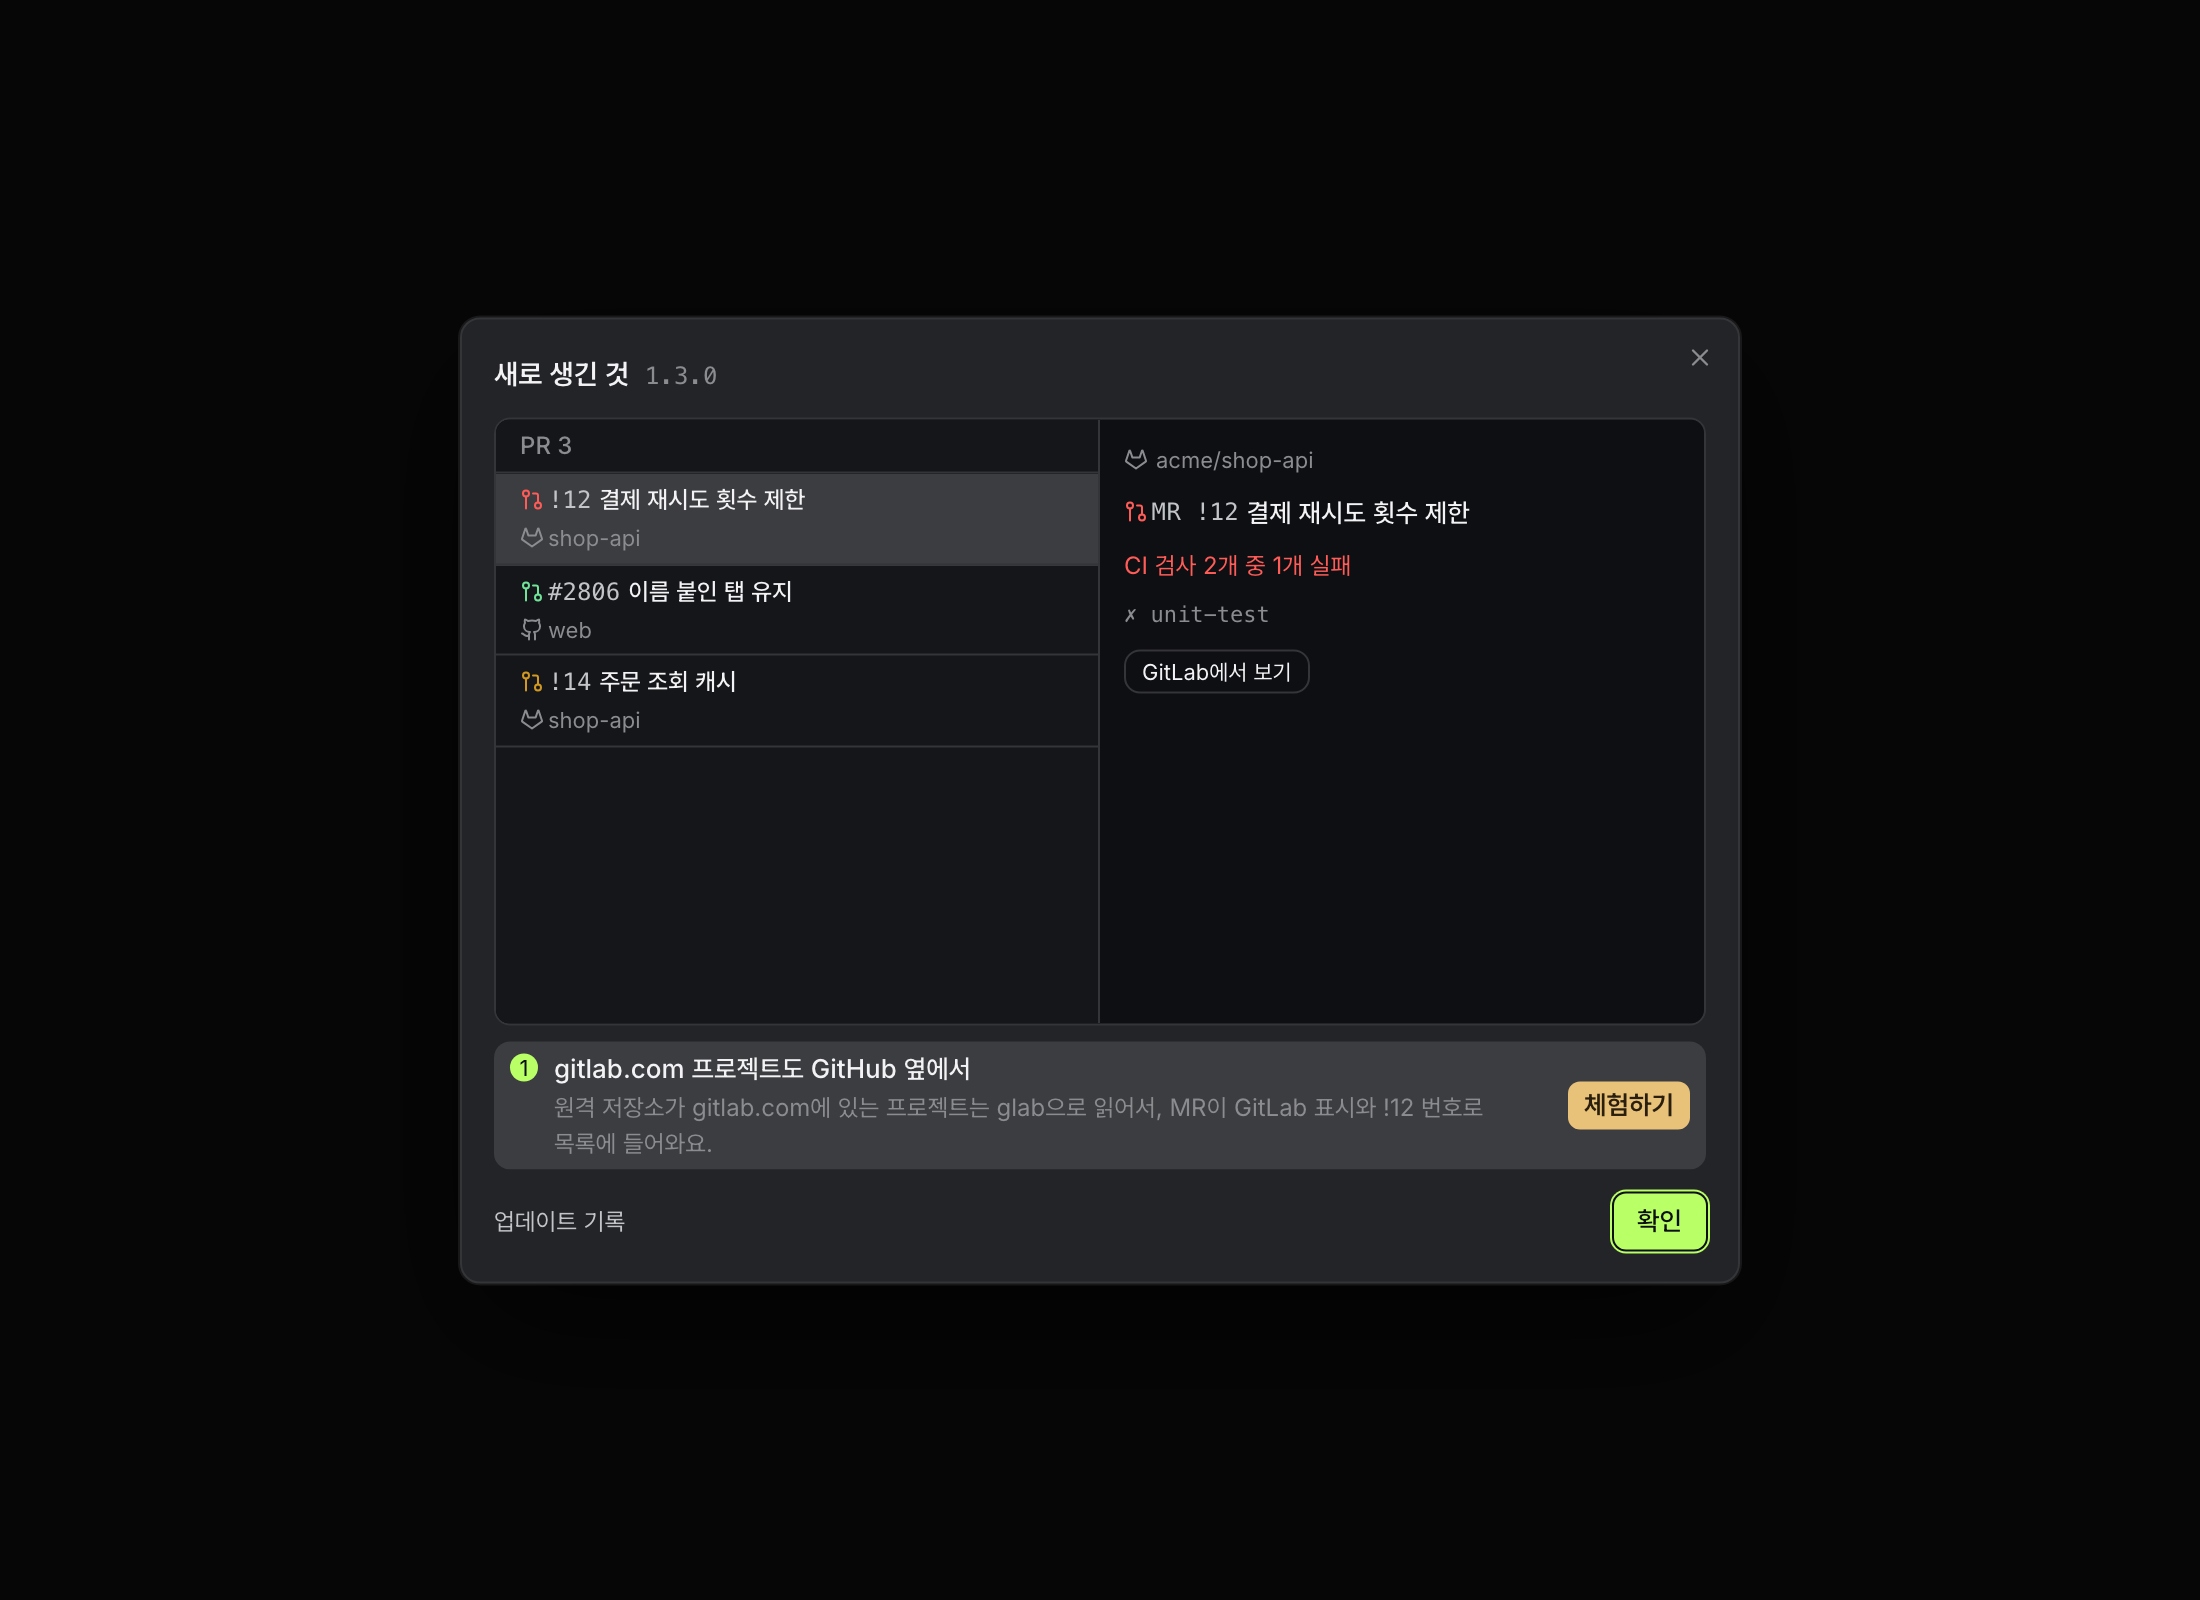 새로 생긴 것 1.3.0
PR 3
!12 결제 재시도 횟수 제한
shop-api
#2806 이름 붙인 탭 유지
web
!14 주문 조회 캐시
shop-api
acme/shop-api
MR !12 결제 재시도 횟수 제한
CI 검사 2개 중 1개 실패
✗ unit-test
GitLab에서 보기
1 gitlab.com 프로젝트도 GitHub 옆에서
원격 저장소가 gitlab.com에 있는 프로젝트는 glab으로 읽어서, MR이 GitLab 표시와 !12 번호로
목록에 들어와요.
체험하기
업데이트 기록
확인